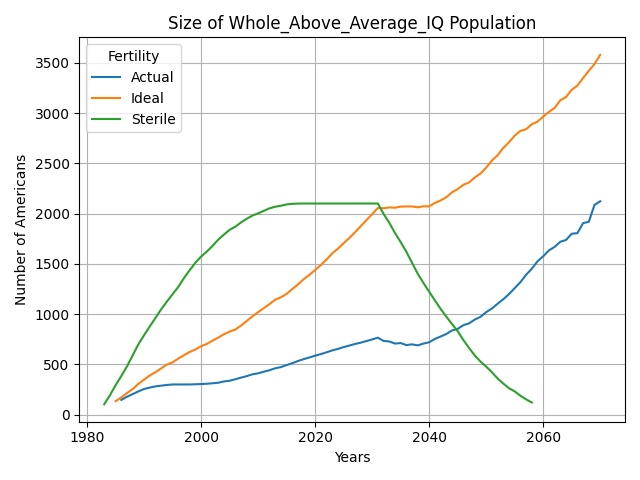 Size of Whole_Above_Average_IQ Population
Fertility
Actual
Ideal
Sterile
Number of Americans
3500
3000
2500
2000
1500
1000
500
0
1980
2000
2020
2040
2060
Years